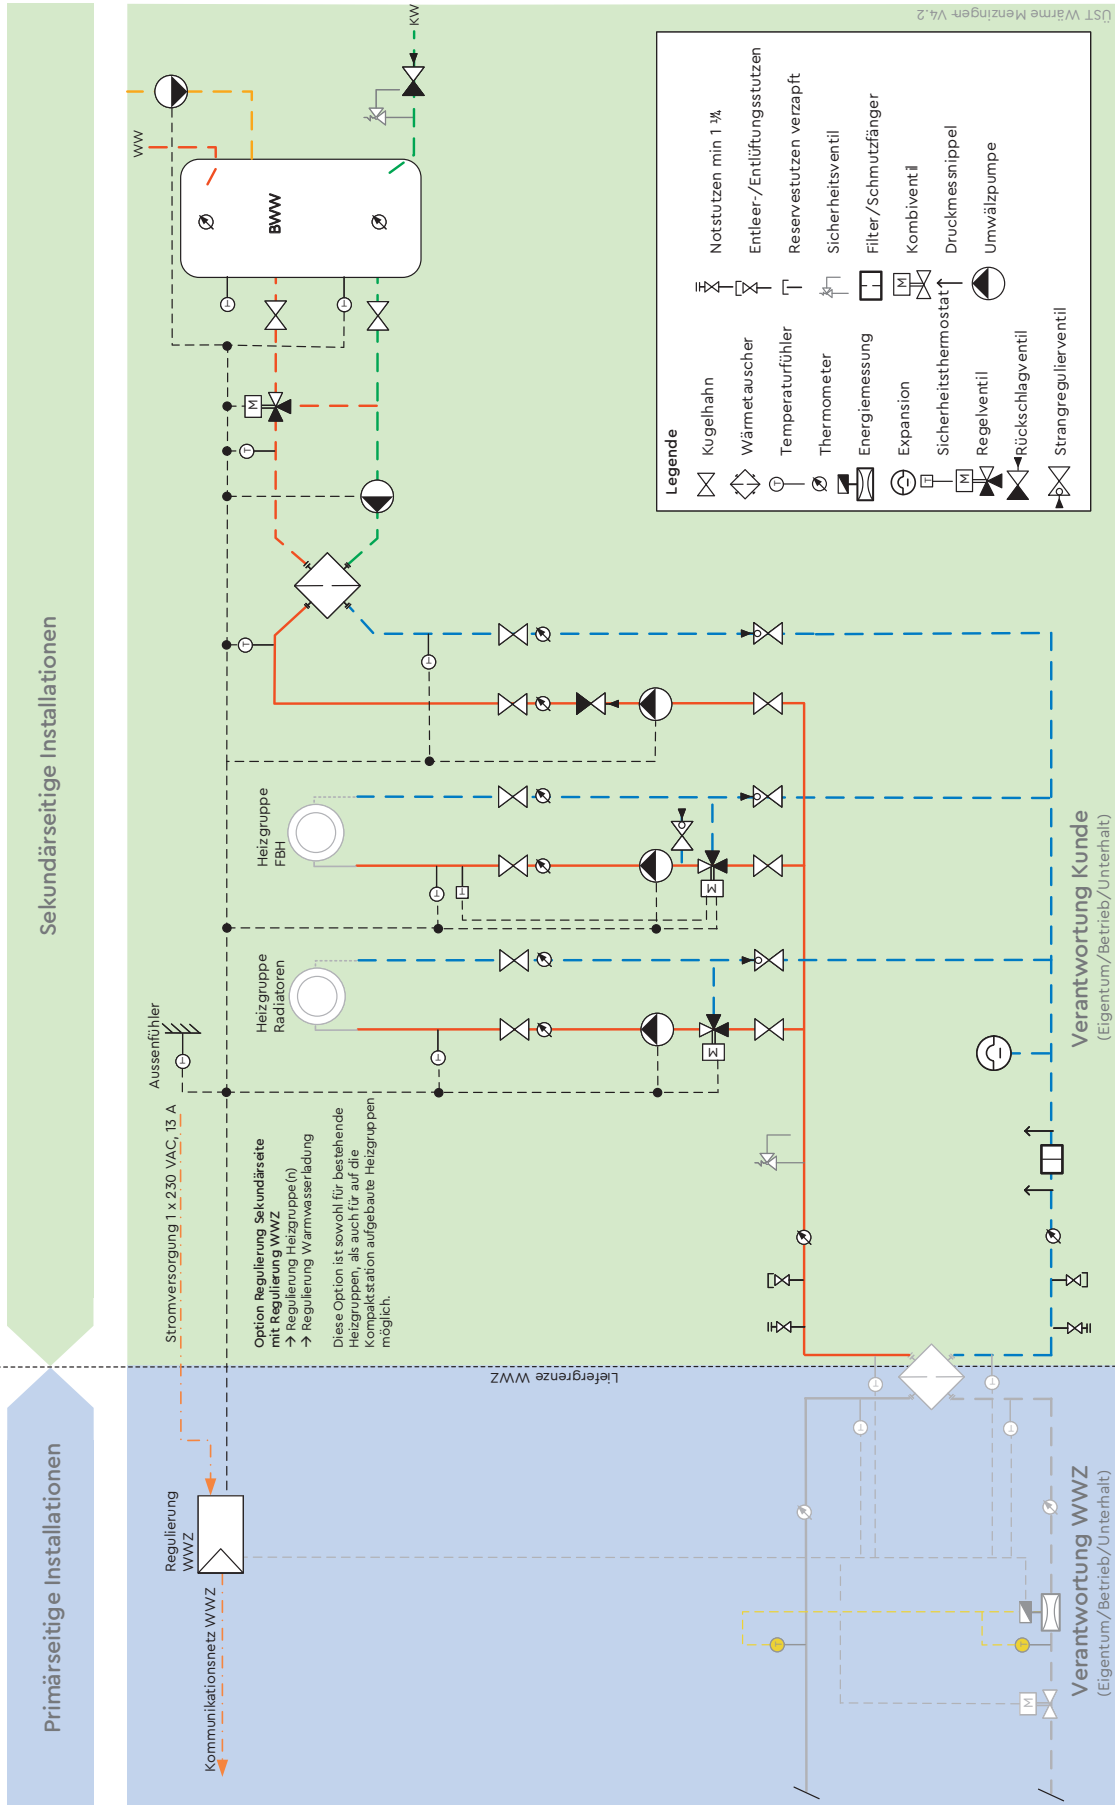 Primärseitige Installationen
Sekundärseitige Installationen
Kommunikationsnetz WWZ
Regulierung
WWZ
Stromversorgung 1 x 230 VAC, 13 A
Aussenfühler
Option Regulierung Sekundärseite
mit Regulierung WWZ
→ Regulierung Heizgruppe(n)
→ Regulierung Warmwasserladung
Diese Option ist sowohl für bestehende
Heizgruppen, als auch für auf die
Kompaktstation aufgebaute Heizgruppen
möglich.
Heizgruppe
Radiatoren
Heizgruppe
FBH
WW
BWW
KW
Liefergrenze WWZ
Verantwortung WWZ
(Eigentum/Betrieb/Unterhalt)
Verantwortung Kunde
(Eigentum/Betrieb/Unterhalt)
Legende
Kugelhahn
Wärmetauscher
Temperaturfühler
Thermometer
Energiemessung
Expansion
Sicherheitsthermostat
Regelventil
Rückschlagventil
Strangregulierventil
Notstutzen min 1 ¼
Entleer-/Entlüftungsstutzen
Reservestutzen verzapft
Sicherheitsventil
Filter/Schmutzfänger
Kombiventil
Druckmessnippel
Umwälzpumpe
ÜST Wärme Menzingen V4.2